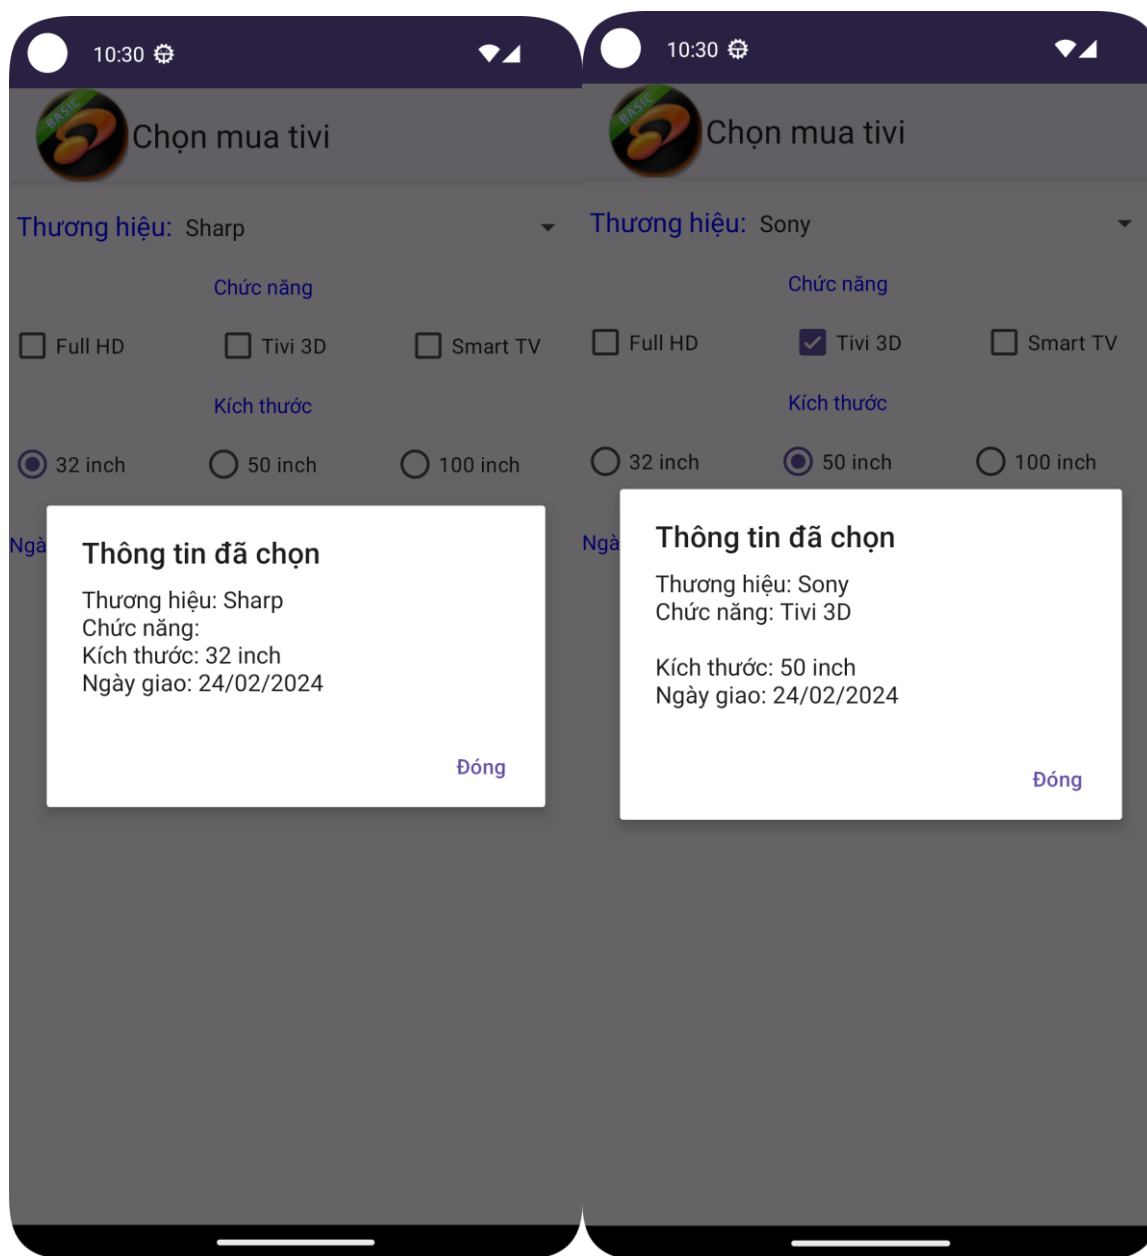 10:30
BASIC
Chọn mua tivi
Thương hiệu: Sharp
Chức năng
Full HD Tivi 3D Smart TV
Kích thước
32 inch 50 inch 100 inch
Ngà
Thông tin đã chọn
Thương hiệu: Sharp
Chức năng:
Kích thước: 32 inch
Ngày giao: 24/02/2024
Đóng
10:30
BASIC
Chọn mua tivi
Thương hiệu: Sony
Chức năng
Full HD Tivi 3D Smart TV
Kích thước
32 inch 50 inch 100 inch
Ngà
Thông tin đã chọn
Thương hiệu: Sony
Chức năng: Tivi 3D
Kích thước: 50 inch
Ngày giao: 24/02/2024
Đóng